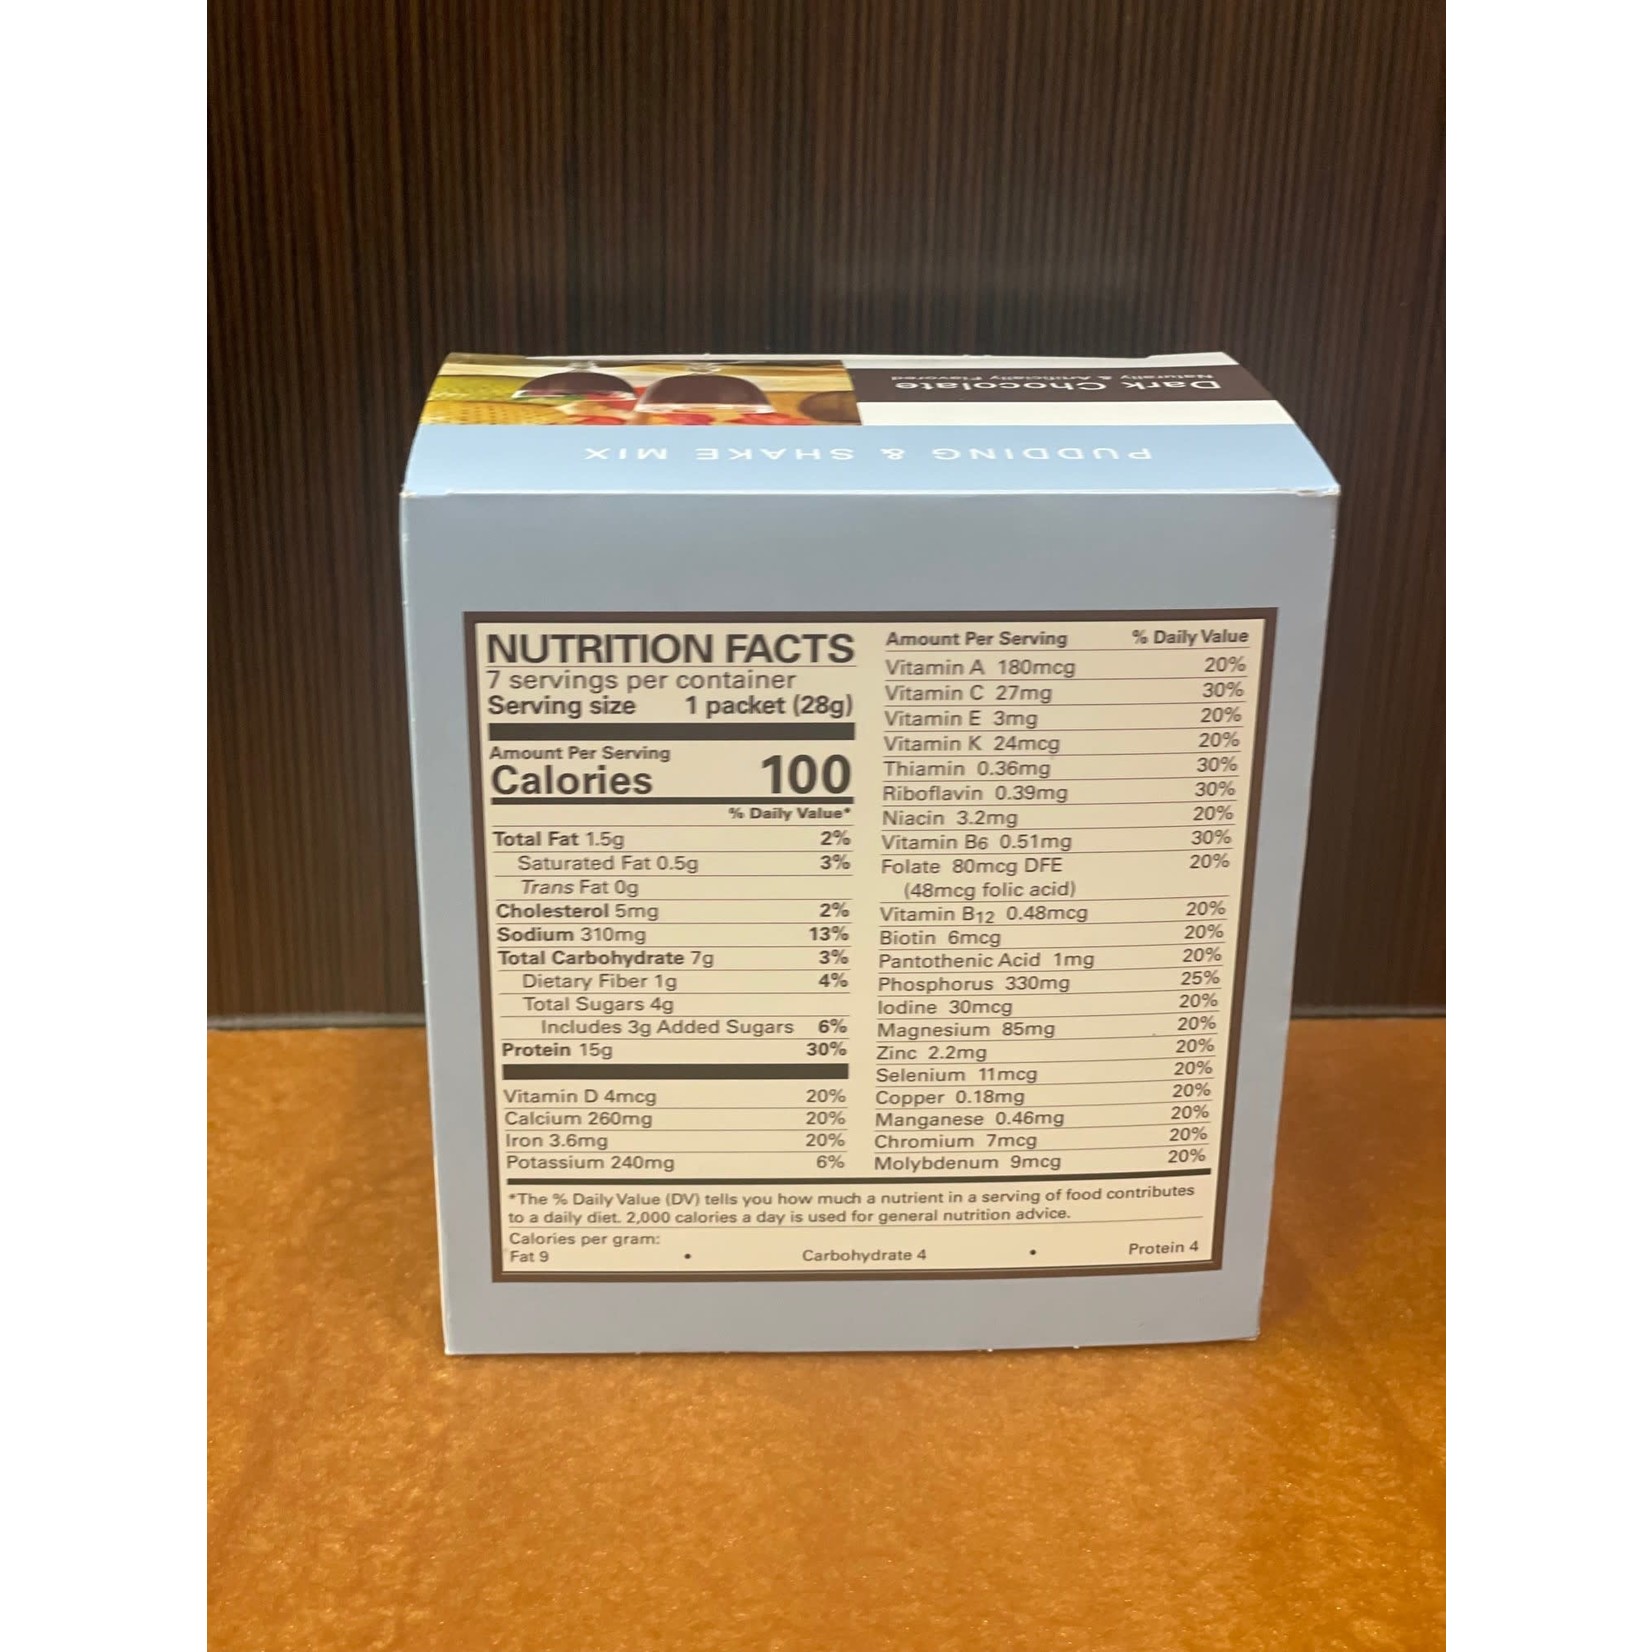 Dark Chocolate
Naturally & Artificially Flavored
PUDDING & SHAKE MIX
NUTRITION FACTS
7 servings per container
Serving size 1 packet (28g)
Amount Per Serving
Calories 100
% Daily Value*
Total Fat 1.5g 2%
Saturated Fat 0.5g 3%
Trans Fat 0g
Cholesterol 5mg 2%
Sodium 310mg 13%
Total Carbohydrate 7g 3%
Dietary Fiber 1g 4%
Total Sugars 4g
Includes 3g Added Sugars 6%
Protein 15g 30%
Vitamin D 4mcg 20%
Calcium 260mg 20%
Iron 3.6mg 20%
Potassium 240mg 6%
Amount Per Serving % Daily Value
Vitamin A 180mcg 20%
Vitamin C 27mg 30%
Vitamin E 3mg 20%
Vitamin K 24mcg 20%
Thiamin 0.36mg 30%
Riboflavin 0.39mg 30%
Niacin 3.2mg 20%
Vitamin B6 0.51mg 30%
Folate 80mcg DFE 20%
(48mcg folic acid)
Vitamin B12 0.48mcg 20%
Biotin 6mcg 20%
Pantothenic Acid 1mg 20%
Phosphorus 330mg 25%
Iodine 30mcg 20%
Magnesium 85mg 20%
Zinc 2.2mg 20%
Selenium 11mcg 20%
Copper 0.18mg 20%
Manganese 0.46mg 20%
Chromium 7mcg 20%
Molybdenum 9mcg 20%
*The % Daily Value (DV) tells you how much a nutrient in a serving of food contributes
to a daily diet. 2,000 calories a day is used for general nutrition advice.
Calories per gram:
Fat 9 • Carbohydrate 4 • Protein 4